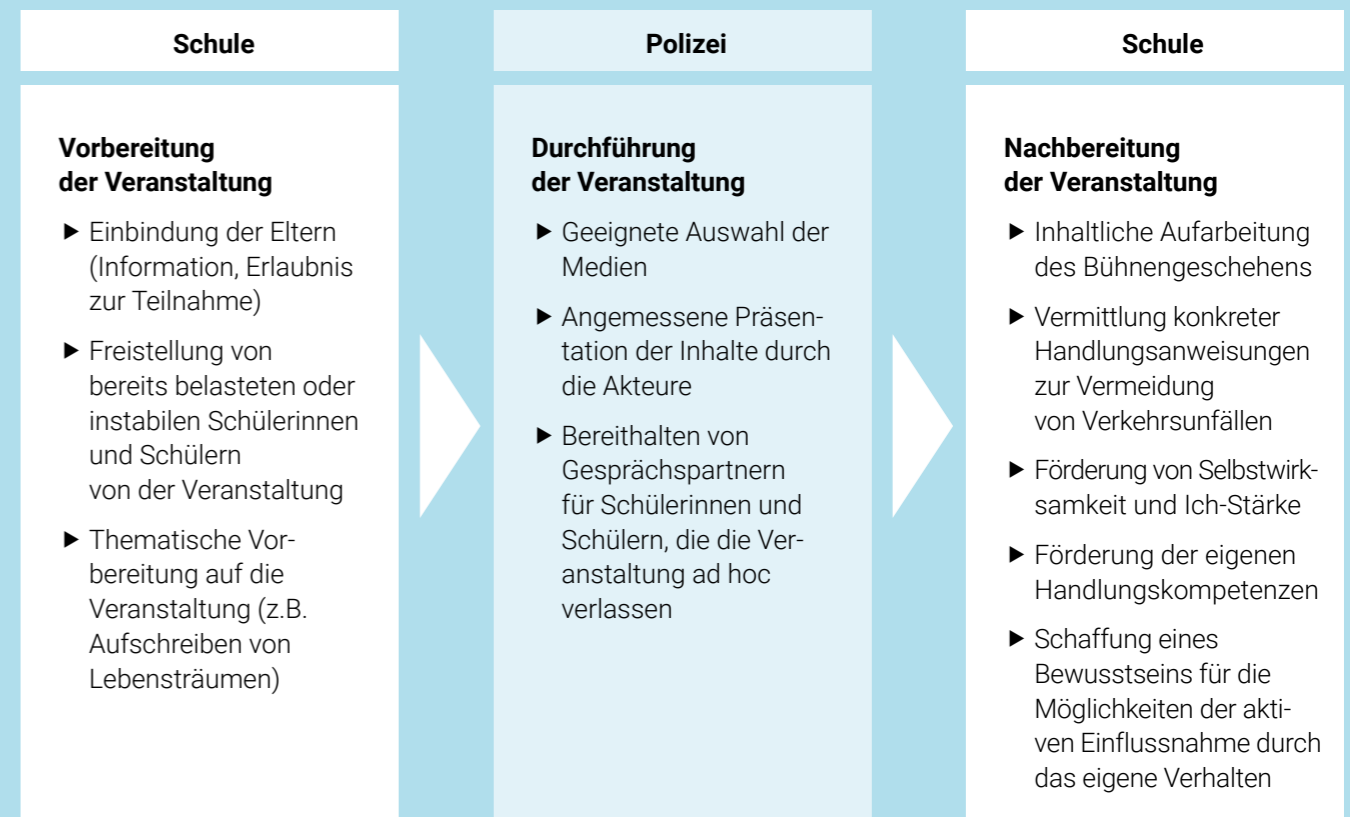 Schule
Vorbereitung
der Veranstaltung
▶ Einbindung der Eltern
(Information, Erlaubnis
zur Teilnahme)
▶ Freistellung von
bereits belasteten oder
instabilen Schülerinnen
und Schülern
von der Veranstaltung
▶ Thematische Vor-
bereitung auf die
Veranstaltung (z.B.
Aufschreiben von
Lebensträumen)
Polizei
Durchführung
der Veranstaltung
▶ Geeignete Auswahl der
Medien
▶ Angemessene Präsen-
tation der Inhalte durch
die Akteure
▶ Bereithalten von
Gesprächspartnern
für Schülerinnen und
Schülern, die die Ver-
anstaltung ad hoc
verlassen
Schule
Nachbereitung
der Veranstaltung
▶ Inhaltliche Aufarbeitung
des Bühnengeschehens
▶ Vermittlung konkreter
Handlungsanweisungen
zur Vermeidung
von Verkehrsunfällen
▶ Förderung von Selbstwirk-
samkeit und Ich-Stärke
▶ Förderung der eigenen
Handlungskompetenzen
▶ Schaffung eines
Bewusstseins für die
Möglichkeiten der akti-
ven Einflussnahme durch
das eigene Verhalten